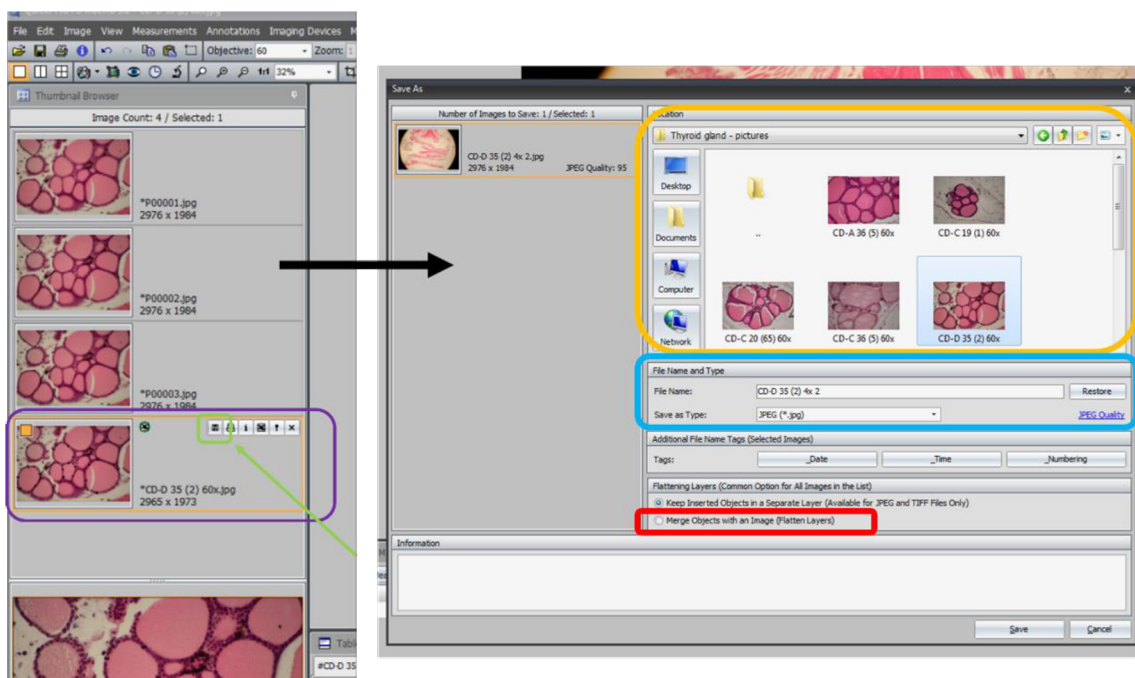 File Edit Image View Measurements Annotations Imaging Devices
Objective: 60 Zoom: 1
1:1 32%
Thumbnail Browser
Image Count: 4 / Selected: 1
*P00001.jpg
2976 x 1984
*P00002.jpg
2976 x 1984
*P00003.jpg
2976 x 1984
*CD-D 35 (2) 60x.jpg
2965 x 1973
#CD-D 35
Save As
Number of Images to Save: 1 / Selected: 1
CD-D 35 (2) 4x 2.jpg
2976 x 1984 JPEG Quality: 95
Location
Thyroid gland - pictures
Desktop
Documents
Computer
Network
..
CD-A 36 (5) 60x
CD-C 19 (1) 60x
CD-C 20 (65) 60x
CD-C 36 (5) 60x
CD-D 35 (2) 60x
File Name and Type
File Name: CD-D 35 (2) 4x 2 Restore
Save as Type: JPEG (*.jpg) JPEG Quality
Additional File Name Tags (Selected Images)
Tags: _Date _Time _Numbering
Flattening Layers (Common Option for All Images in the List)
Keep Inserted Objects in a Separate Layer (Available for JPEG and TIFF Files Only)
Merge Objects with an Image (Flatten Layers)
Information
Save Cancel